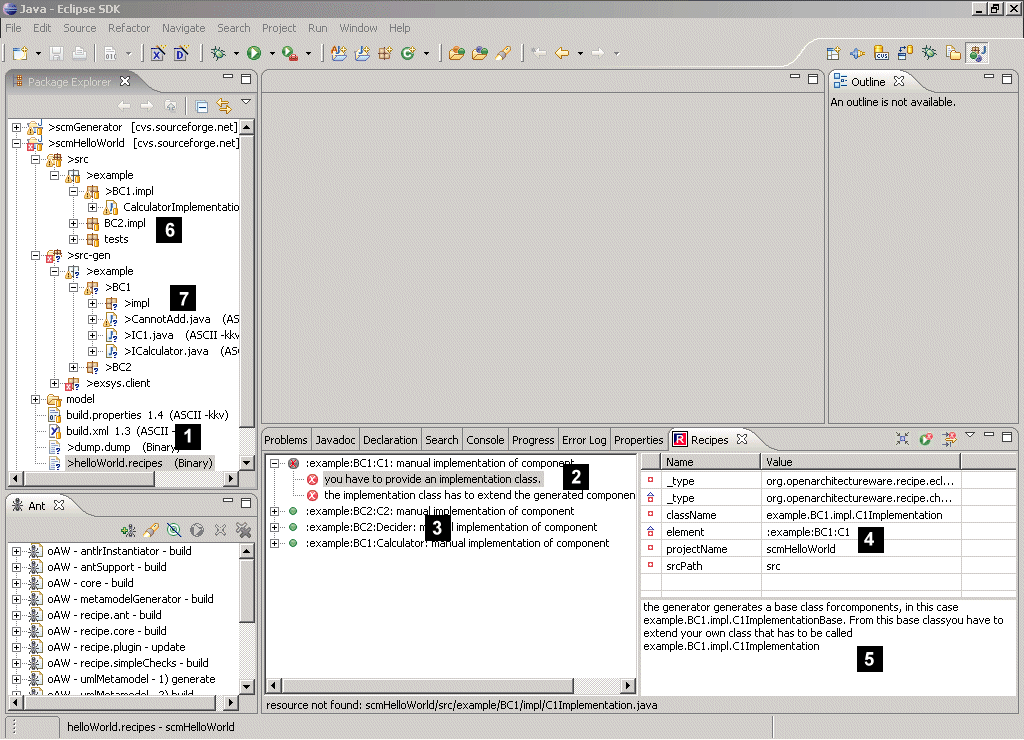 Java - Eclipse SDK
File Edit Source Refactor Navigate Search Project Run Window Help
Package Explorer
>scmGenerator [cvs.sourceforge.net]
>scmHelloWorld [cvs.sourceforge.net]
>src
>example
>BC1.impl
CalculatorImplementatio
BC2.impl
6
tests
>src-gen
>example
>BC1
7
>impl
>CannotAdd.java (AS
>IC1.java (ASCII -kkv
>ICalculator.java (ASC
>BC2
>exsys.client
model
build.properties 1.4 (ASCII -kkv)
build.xml 1.3 (ASCII -
1
>dump.dump (Binary)
>helloWorld.recipes (Binary)
Ant
oAW - antlrInstantiator - build
oAW - antSupport - build
oAW - core - build
oAW - metamodelGenerator - build
oAW - recipe.ant - build
oAW - recipe.core - build
oAW - recipe.plugin - update
oAW - recipe.simpleChecks - build
oAW - umlMetamodel - 1) generate
oAW - umlMetamodel - 2) build
Outline
An outline is not available.
Problems Javadoc Declaration Search Console Progress Error Log Properties Recipes
:example:BC1:C1: manual implementation of component
you have to provide an implementation class.
2
the implementation class has to extend the generated componen
:example:BC2:C2: manual implementation of component
:example:BC2:Decider: m l implementation of component
3
:example:BC1:Calculator: manual implementation of component
Name Value
_type org.openarchitectureware.recipe.ecl...
_type org.openarchitectureware.recipe.ch...
className example.BC1.impl.C1Implementation
element :example:BC1:C1
4
projectName scmHelloWorld
srcPath src
the generator generates a base class forcomponents, in this case
example.BC1.impl.C1ImplementationBase. From this base classyou have to
extend your own class that has to be called
example.BC1.impl.C1Implementation
5
resource not found: scmHelloWorld/src/example/BC1/impl/C1Implementation.java
helloWorld.recipes - scmHelloWorld